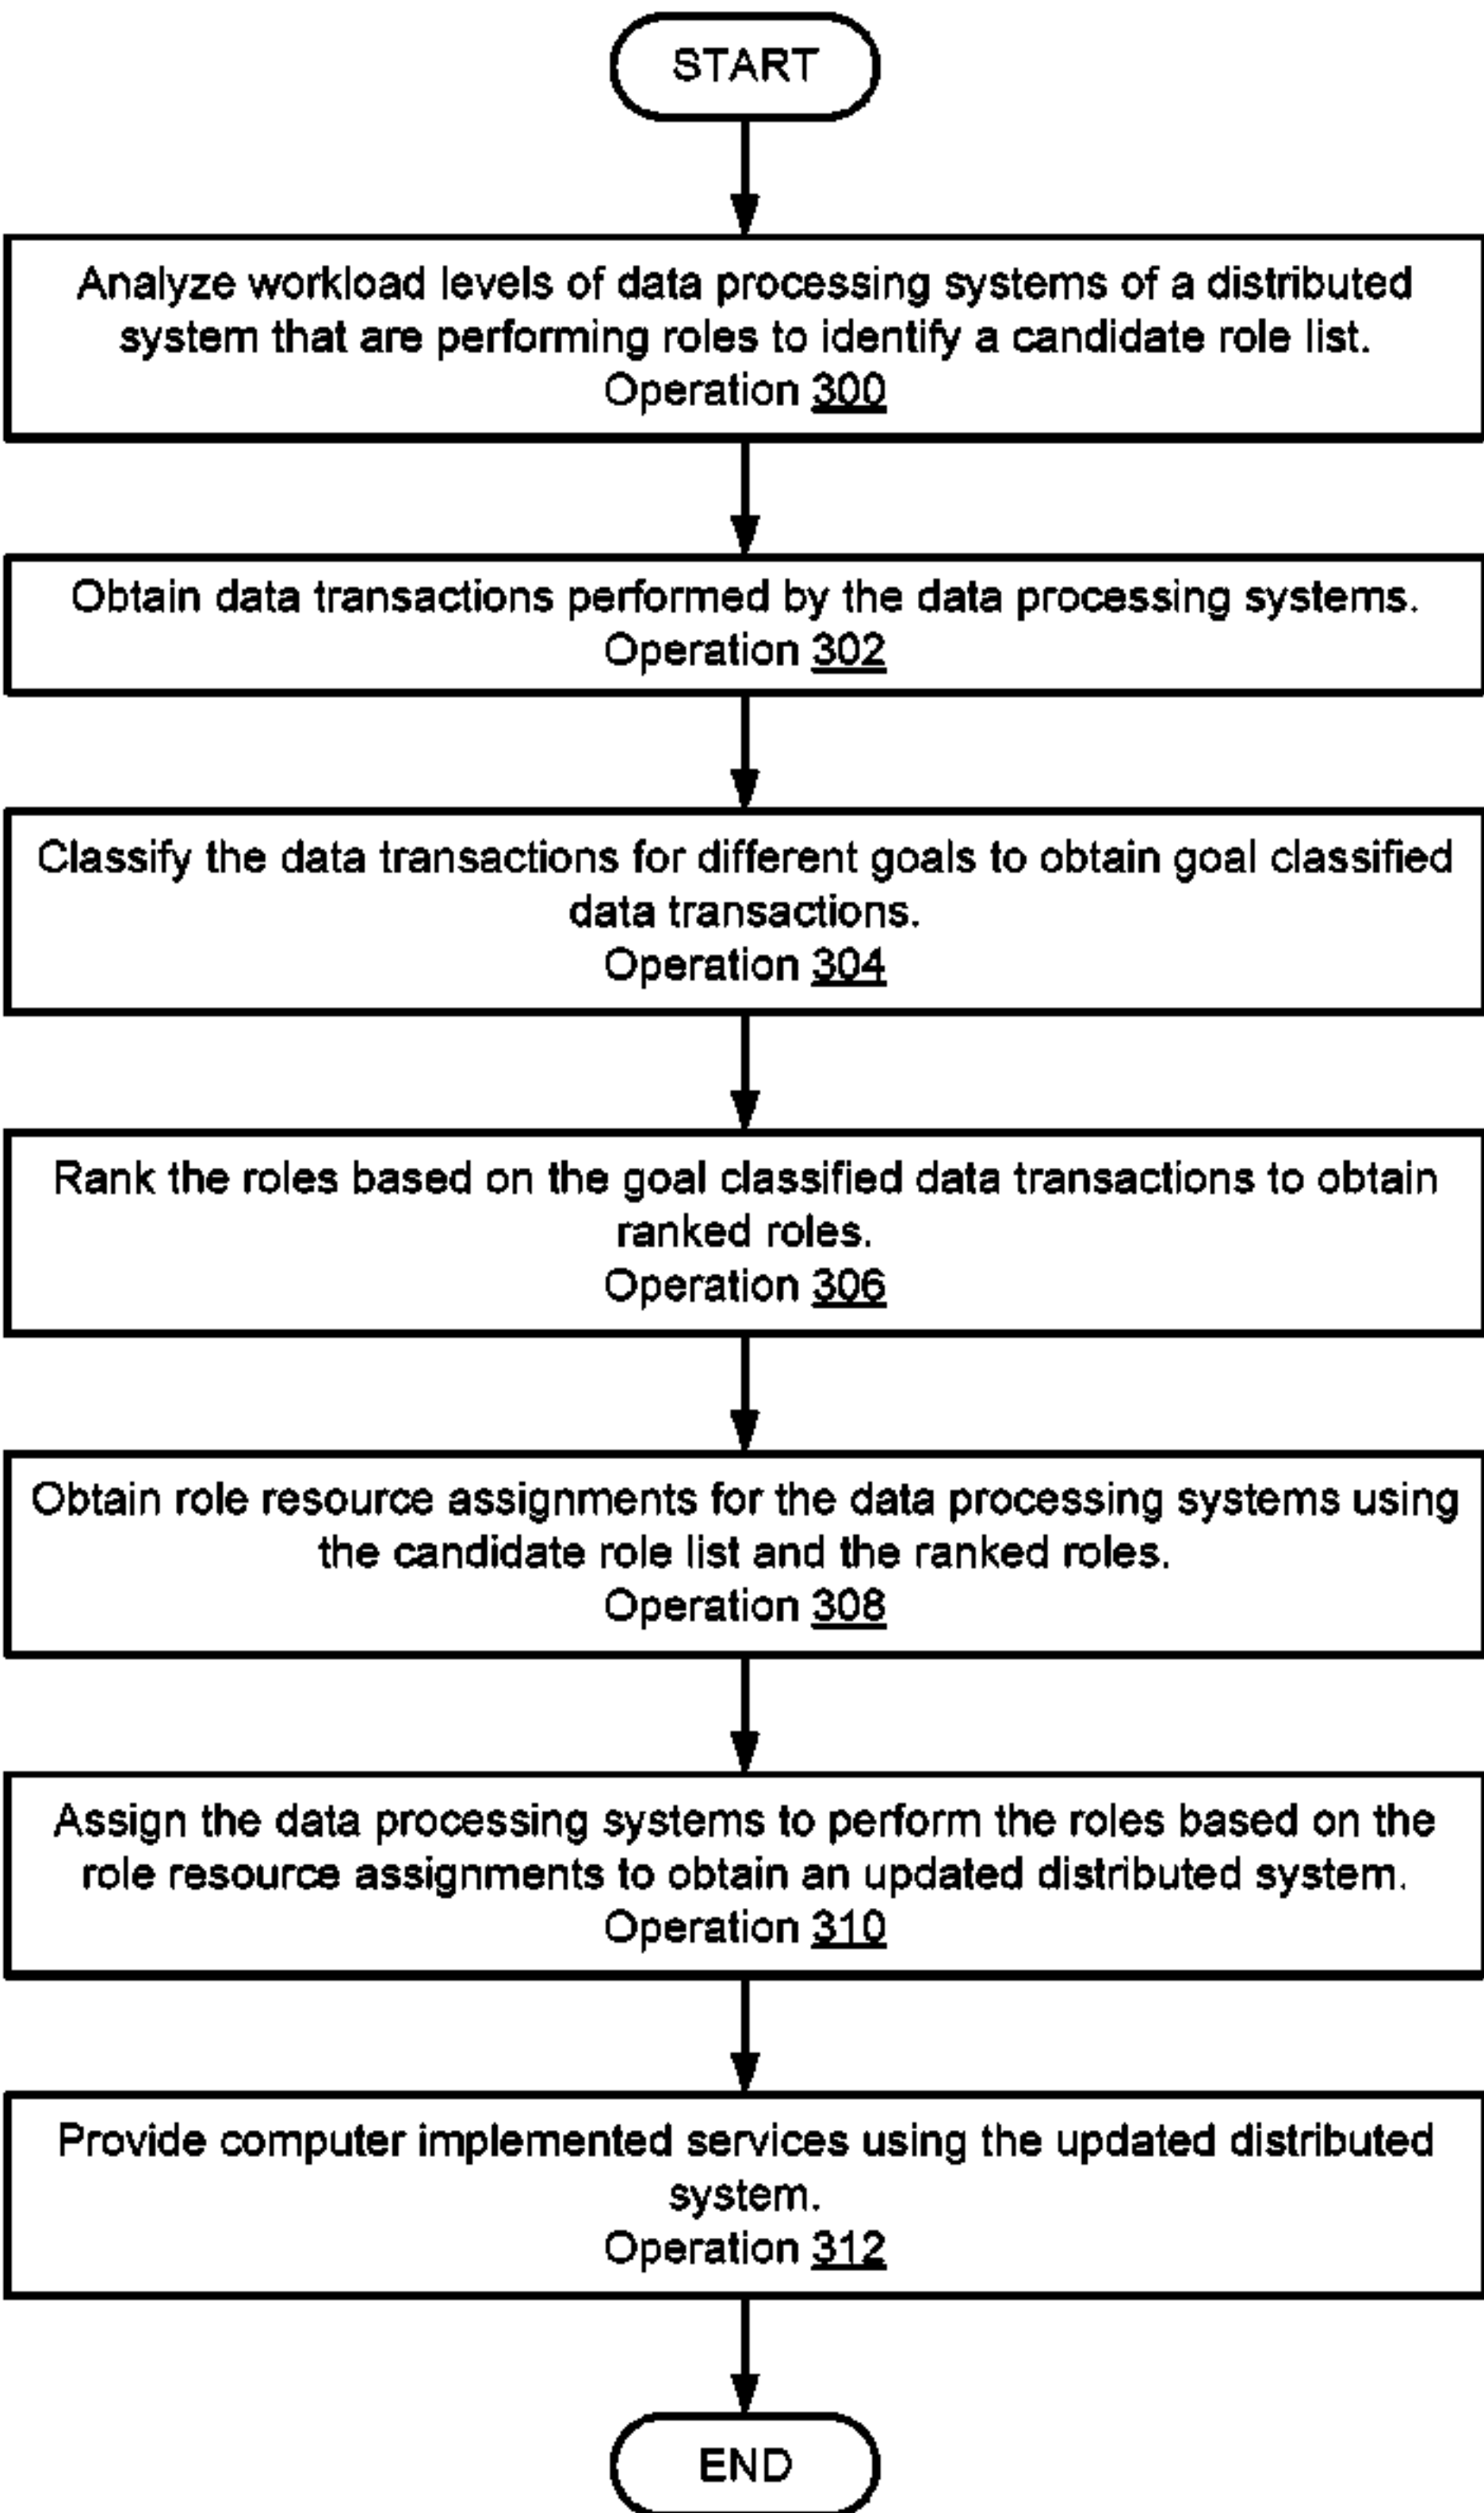 START
Analyze workload levels of data processing systems of a distributed
system that are performing roles to identify a candidate role list.
Operation 300
Obtain data transactions performed by the data processing systems.
Operation 302
Classify the data transactions for different goals to obtain goal classified
data transactions.
Operation 304
Rank the roles based on the goal classified data transactions to obtain
ranked roles.
Operation 306
Obtain role resource assignments for the data processing systems using
the candidate role list and the ranked roles.
Operation 308
Assign the data processing systems to perform the roles based on the
role resource assignments to obtain an updated distributed system.
Operation 310
Provide computer implemented services using the updated distributed
system.
Operation 312
END